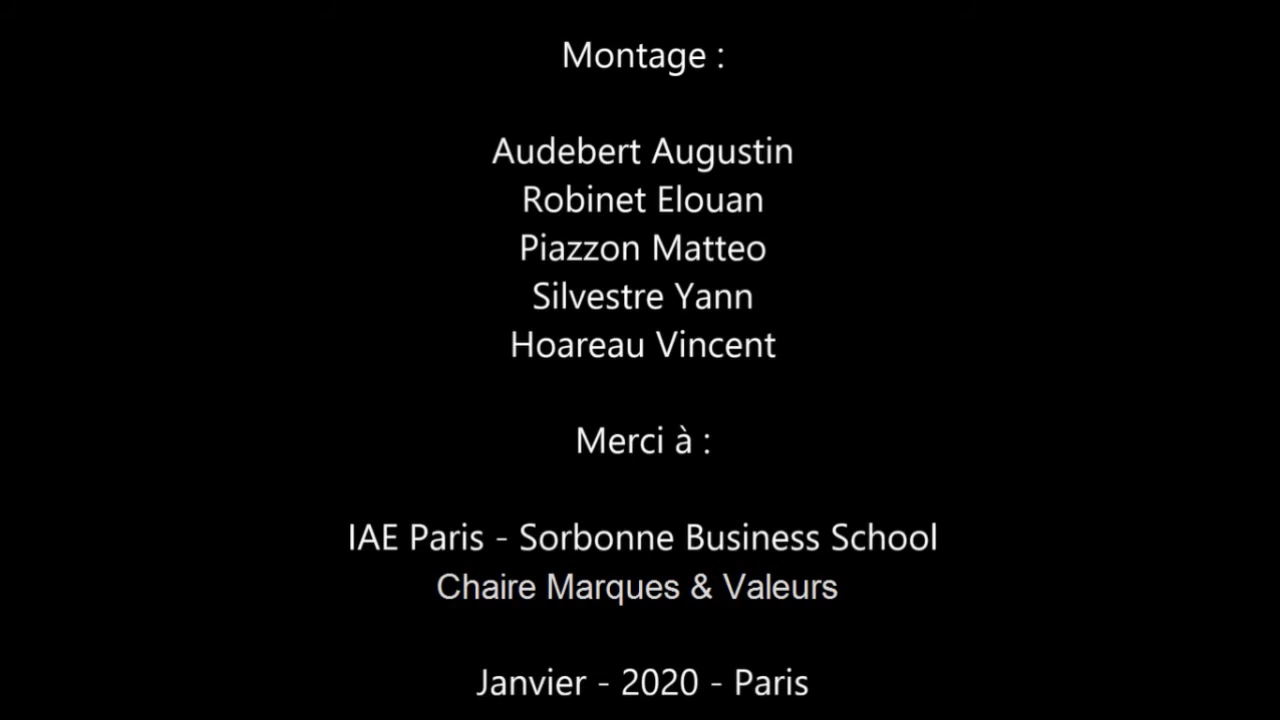 Montage :
Audebert Augustin
Robinet Elouan
Piazzon Matteo
Silvestre Yann
Hoareau Vincent
Merci à :
IAE Paris - Sorbonne Business School
Chaire Marques & Valeurs
Janvier - 2020 - Paris